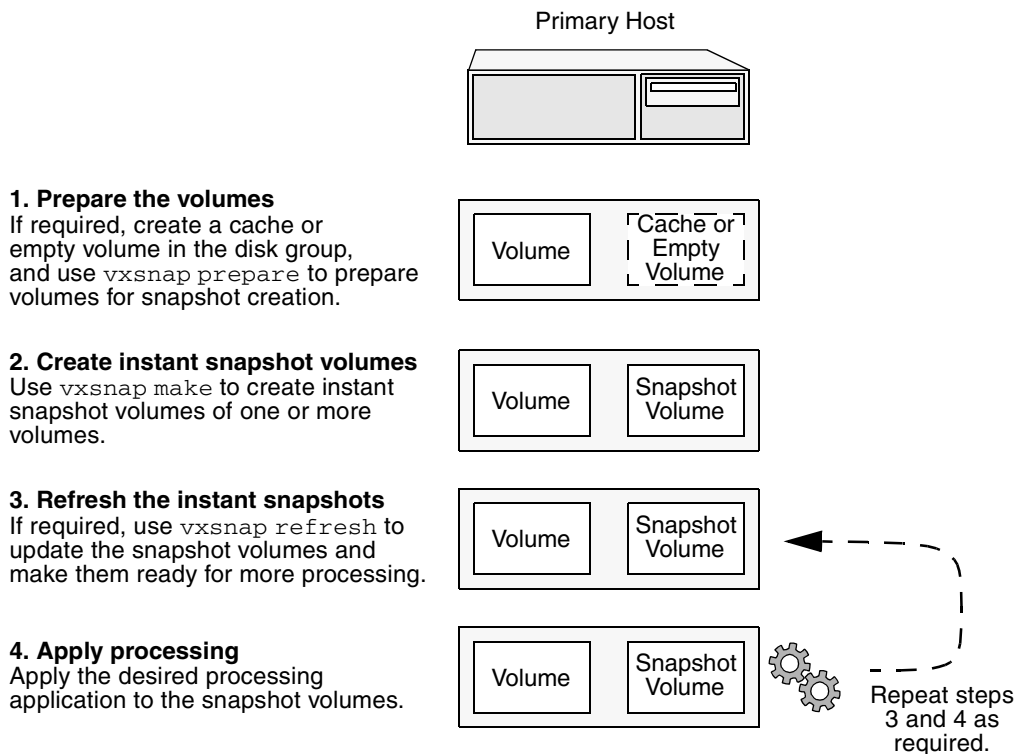 Primary Host
1. Prepare the volumes
If required, create a cache or
empty volume in the disk group,
and use vxsnap prepare to prepare
volumes for snapshot creation.
Volume
Cache or
Empty
Volume
2. Create instant snapshot volumes
Use vxsnap make to create instant
snapshot volumes of one or more
volumes.
Volume
Snapshot
Volume
3. Refresh the instant snapshots
If required, use vxsnap refresh to
update the snapshot volumes and
make them ready for more processing.
Volume
Snapshot
Volume
4. Apply processing
Apply the desired processing
application to the snapshot volumes.
Volume
Snapshot
Volume
Repeat steps
3 and 4 as
required.